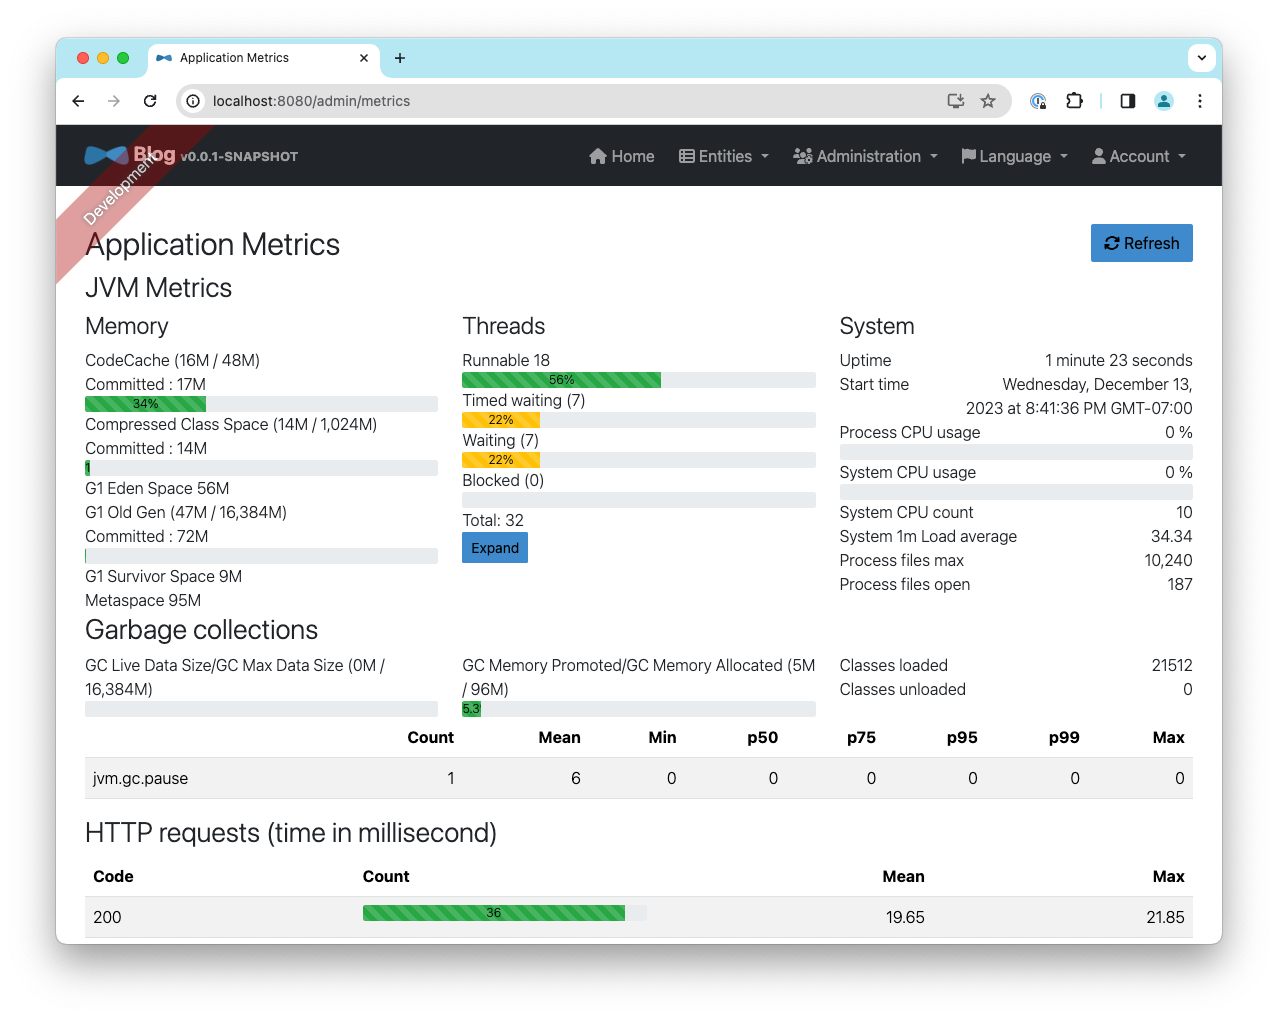 Application Metrics
localhost:8080/admin/metrics
Blog v0.0.1-SNAPSHOT
Home Entities Administration Language Account
Development
Application Metrics
Refresh
JVM Metrics
Memory
CodeCache (16M / 48M)
Committed : 17M
34%
Compressed Class Space (14M / 1,024M)
Committed : 14M
1
G1 Eden Space 56M
G1 Old Gen (47M / 16,384M)
Committed : 72M
G1 Survivor Space 9M
Metaspace 95M
Threads
Runnable 18
56%
Timed waiting (7)
22%
Waiting (7)
22%
Blocked (0)
Total: 32
Expand
System
Uptime 1 minute 23 seconds
Start time Wednesday, December 13,
2023 at 8:41:36 PM GMT-07:00
Process CPU usage 0 %
System CPU usage 0 %
System CPU count 10
System 1m Load average 34.34
Process files max 10,240
Process files open 187
Garbage collections
GC Live Data Size/GC Max Data Size (0M /
16,384M)
GC Memory Promoted/GC Memory Allocated (5M
/ 96M)
5.3
Classes loaded 21512
Classes unloaded 0
Count Mean Min p50 p75 p95 p99 Max
jvm.gc.pause 1 6 0 0 0 0 0 0
HTTP requests (time in millisecond)
Code Count Mean Max
200 36 19.65 21.85